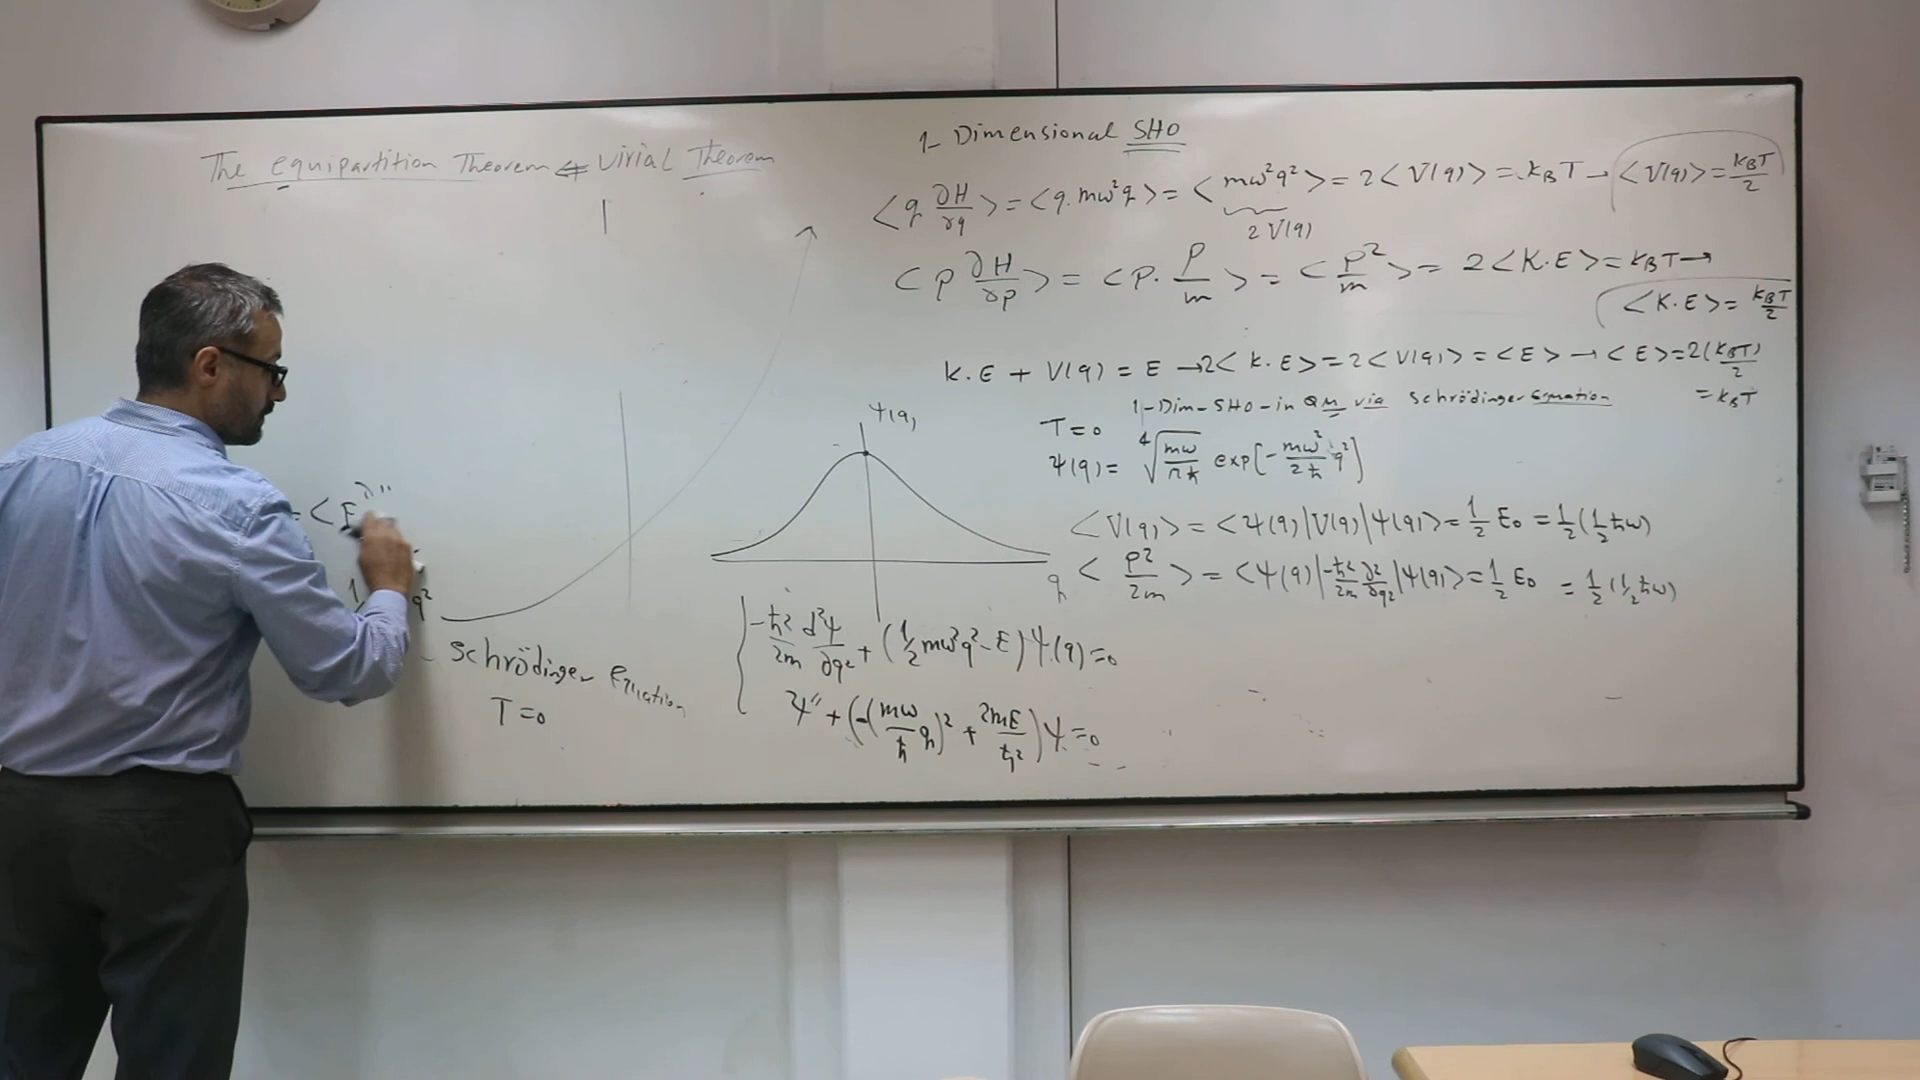 The equipartition Theorem ⇐ Virial Theorem
= < E
q²
Schrödinger Equation
T=0
Ψ(q)
q
-ħ²/2m d²Ψ/∂q² + (1/2 mω²q² - E) Ψ(q) = 0
Ψ'' + (-(mω/ħ q)² + 2mE/ħ²) Ψ = 0
1- Dimensional SHO
<q ∂H/∂q> = <q. mω²q> = <mω²q²> = 2<V(q)> = kBT → <V(q)> = kBT/2
2V(q)
<p ∂H/∂p> = <p. p/m> = <p²/m> = 2<K.E> = kBT →
<K.E> = kBT/2
K.E + V(q) = E → 2<K.E> = 2<V(q)> = <E> → <E> = 2(kBT/2)
= kBT
1-Dim-SHO-in QM via Schrödinger Equation
T=0
Ψ(q) = ⁴√(mω/πħ) exp[-mω²/2ħ q²]
<V(q)> = <Ψ(q)|V(q)|Ψ(q)> = 1/2 E₀ = 1/2(1/2 ħω)
<p²/2m> = <Ψ(q)|-ħ²/2m ∂²/∂q²|Ψ(q)> = 1/2 E₀ = 1/2(1/2 ħω)